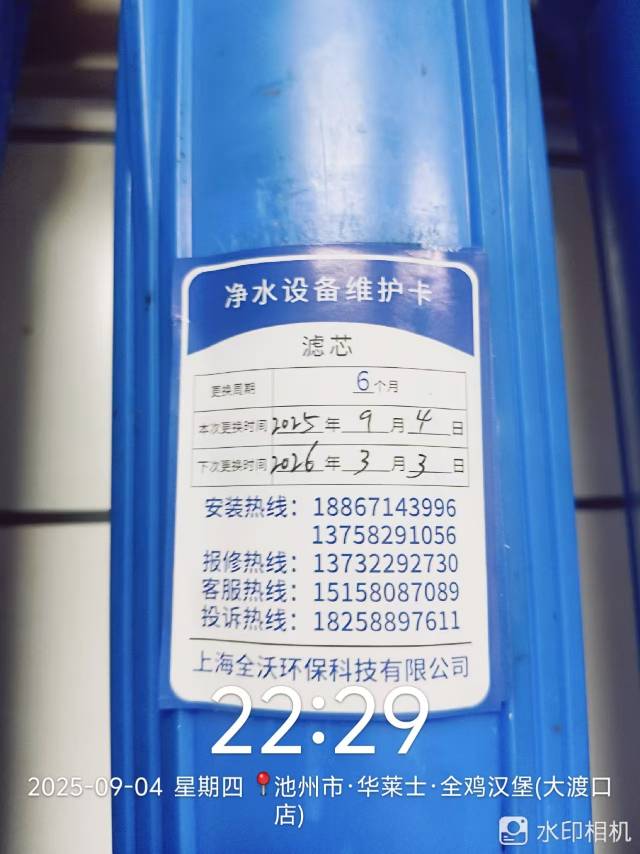 净水设备维护卡
滤芯
更换周期 6个月
本次更换时间 2025年 9月 4日
下次更换时间 2026年 3月 3日
安装热线：18867143996
13758291056
报修热线：13732292730
客服热线：15158087089
投诉热线：18258897611
上海全沃环保科技有限公司
22:29
2025-09-04 星期四 池州市·华莱士·全鸡汉堡(大渡口
店)
水印相机